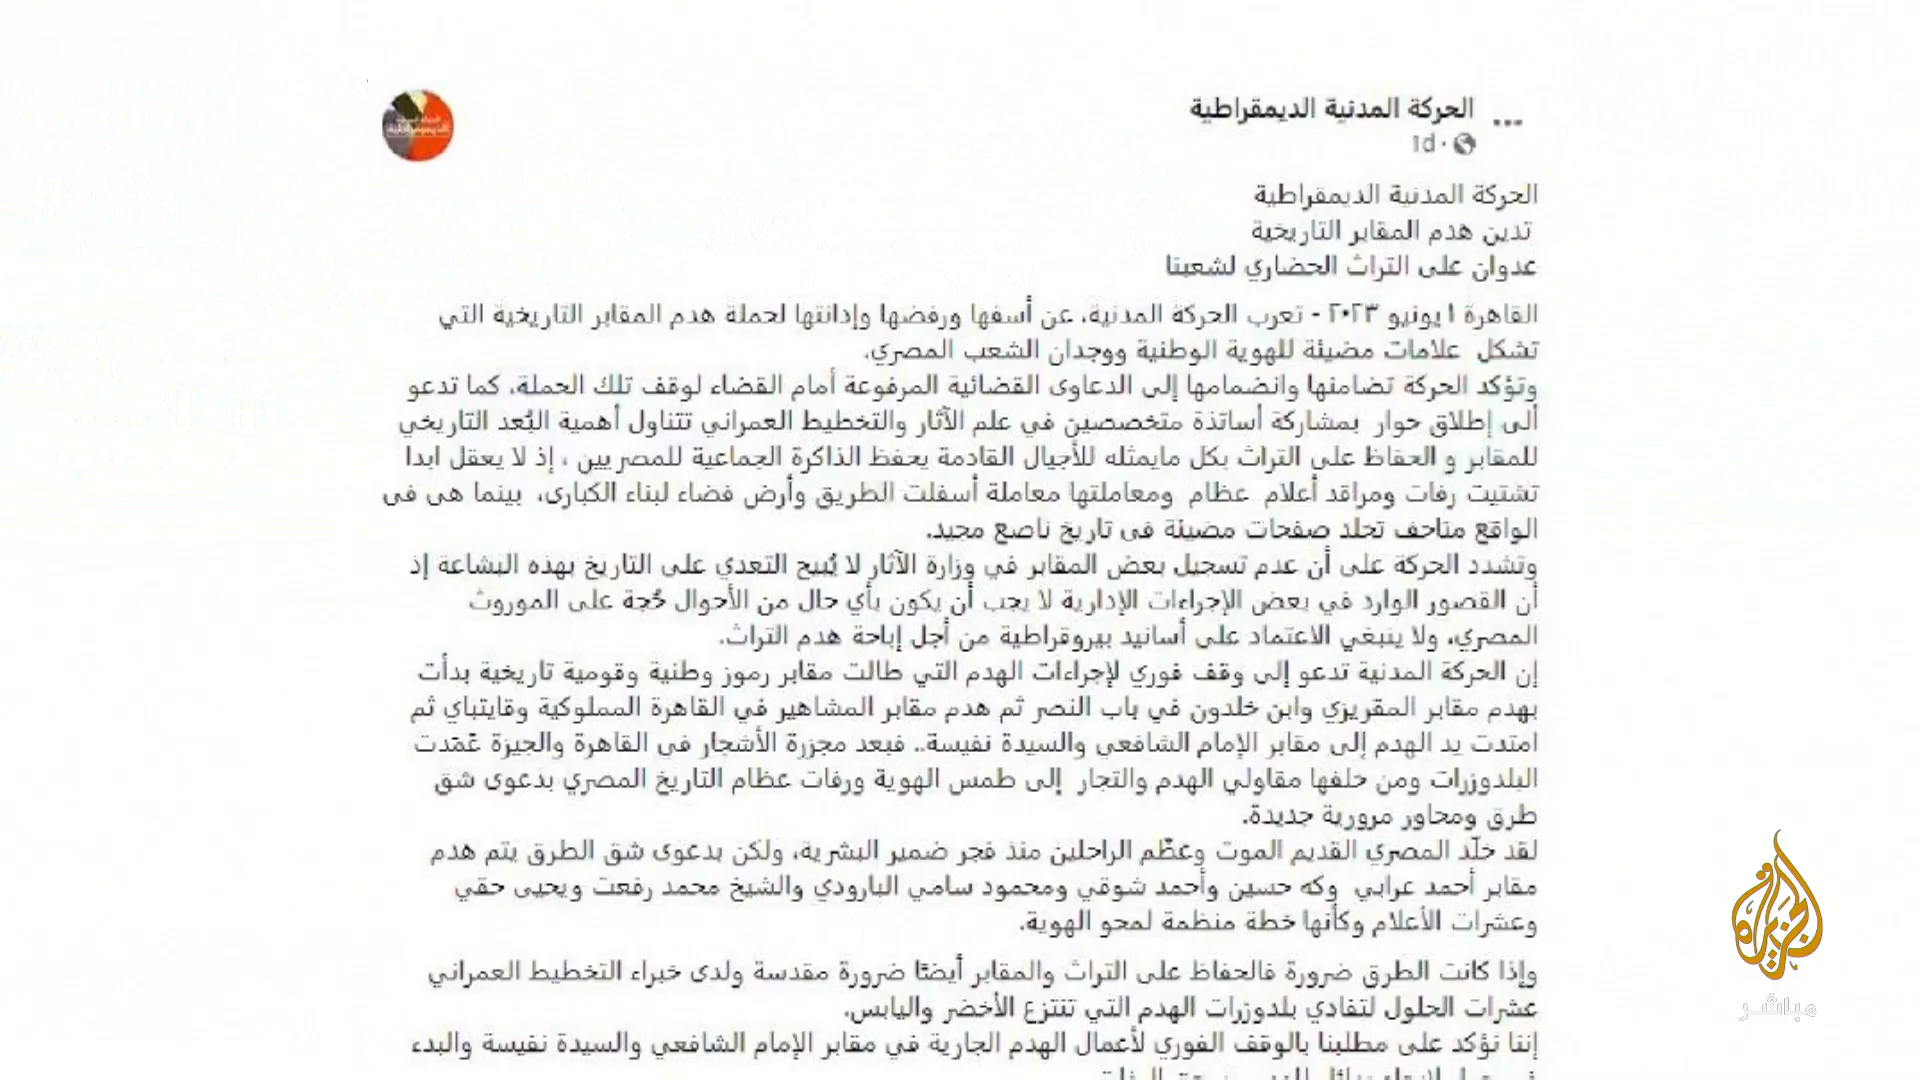 الحركة المدنية الديمقراطية
1d ·
الحركة المدنية الديمقراطية
تدين هدم المقابر التاريخية
عدوان على التراث الحضاري لشعبنا
القاهرة ١ يونيو ٢٠٢٣ - تعرب الحركة المدنية، عن أسفها ورفضها وإدانتها لحملة هدم المقابر التاريخية التي
تشكل علامات مضيئة للهوية الوطنية ووجدان الشعب المصري.
وتؤكد الحركة تضامنها وانضمامها إلى الدعاوى القضائية المرفوعة أمام القضاء لوقف تلك الحملة، كما تدعو
ألى إطلاق حوار بمشاركة أساتذة متخصصين في علم الآثار والتخطيط العمراني تتناول أهمية البُعد التاريخي
للمقابر و الحفاظ على التراث بكل مايمثله للأجيال القادمة يحفظ الذاكرة الجماعية للمصريين ، إذ لا يعقل ابدا
تشتيت رفات ومراقد أعلام عظام ومعاملتها معاملة أسفلت الطريق وأرض فضاء لبناء الكبارى، بينما هى فى
الواقع متاحف تخلد صفحات مضيئة فى تاريخ ناصع مجيد.
وتشدد الحركة على أن عدم تسجيل بعض المقابر في وزارة الآثار لا يُبيح التعدي على التاريخ بهذه البشاعة إذ
أن القصور الوارد في بعض الإجراءات الإدارية لا يجب أن يكون بأي حال من الأحوال حُجة على الموروث
المصري، ولا ينبغي الاعتماد على أسانيد بيروقراطية من أجل إباحة هدم التراث.
إن الحركة المدنية تدعو إلى وقف فوري لإجراءات الهدم التي طالت مقابر رموز وطنية وقومية تاريخية بدأت
بهدم مقابر المقريزي وابن خلدون في باب النصر ثم هدم مقابر المشاهير في القاهرة المملوكية وقايتباي ثم
امتدت يد الهدم إلى مقابر الإمام الشافعي والسيدة نفيسة.. فبعد مجزرة الأشجار في القاهرة والجيزة عَمَدت
البلدوزرات ومن خلفها مقاولي الهدم والتجار إلى طمس الهوية ورفات عظام التاريخ المصري بدعوى شق
طرق ومحاور مرورية جديدة.
لقد خلّد المصري القديم الموت وعظّم الراحلين منذ فجر ضمير البشرية، ولكن بدعوى شق الطرق يتم هدم
مقابر أحمد عرابي وكه حسين وأحمد شوقي ومحمود سامي البارودي والشيخ محمد رفعت ويحيى حقي
وعشرات الأعلام وكأنها خطة منظمة لمحو الهوية.
وإذا كانت الطرق ضرورة فالحفاظ على التراث والمقابر أيضًا ضرورة مقدسة ولدى خبراء التخطيط العمراني
عشرات الحلول لتفادي بلدوزرات الهدم التي تنتزع الأخضر واليابس.
إننا نؤكد على مطلبنا بالوقف الفوري لأعمال الهدم الجارية في مقابر الإمام الشافعي والسيدة نفيسة والبدء
الجزيرة
مباشر